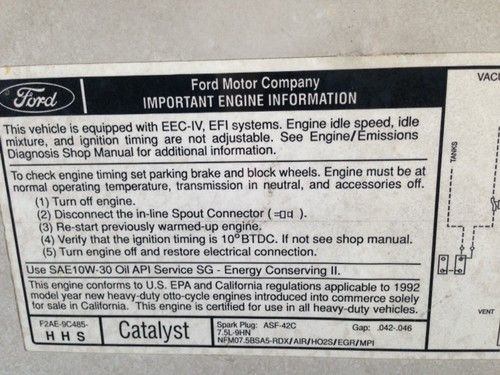 Ford
Ford Motor Company
IMPORTANT ENGINE INFORMATION
This vehicle is equipped with EEC-IV, EFI systems. Engine idle speed, idle
mixture, and ignition timing are not adjustable. See Engine/Emissions
Diagnosis Shop Manual for additional information.
To check engine timing set parking brake and block wheels. Engine must be at
normal operating temperature, transmission in neutral, and accessories off.
(1) Turn off engine.
(2) Disconnect the in-line Spout Connector ( ).
(3) Re-start previously warmed-up engine.
(4) Verify that the ignition timing is 10° BTDC. If not see shop manual.
(5) Turn engine off and restore electrical connection.
Use SAE10W-30 Oil API Service SG - Energy Conserving II.
This engine conforms to U.S. EPA and California regulations applicable to 1992
model year new heavy-duty otto-cycle engines introduced into commerce solely
for sale in California. This engine is certified for use in all heavy-duty vehicles.
F2AE-9C485-
H H S
Catalyst
Spark Plug: ASF-42C Gap: .042-.046
7.5L-9HN
NFM07.5BSA5-RDX/AIR/HO2S/EGR/MPI
VACU
TANKS
VENT